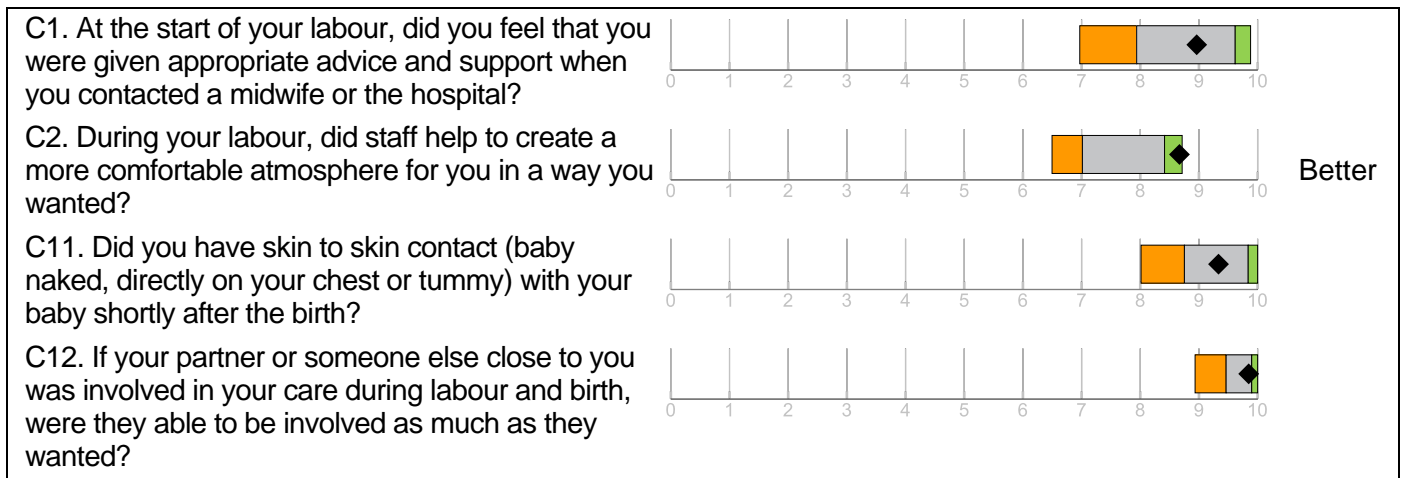 C1. At the start of your labour, did you feel that you
were given appropriate advice and support when
you contacted a midwife or the hospital?
0 1 2 3 4 5 6 7 8 9 10
C2. During your labour, did staff help to create a
more comfortable atmosphere for you in a way you
wanted?
0 1 2 3 4 5 6 7 8 9 10
Better
C11. Did you have skin to skin contact (baby
naked, directly on your chest or tummy) with your
baby shortly after the birth?
0 1 2 3 4 5 6 7 8 9 10
C12. If your partner or someone else close to you
was involved in your care during labour and birth,
were they able to be involved as much as they
wanted?
0 1 2 3 4 5 6 7 8 9 10